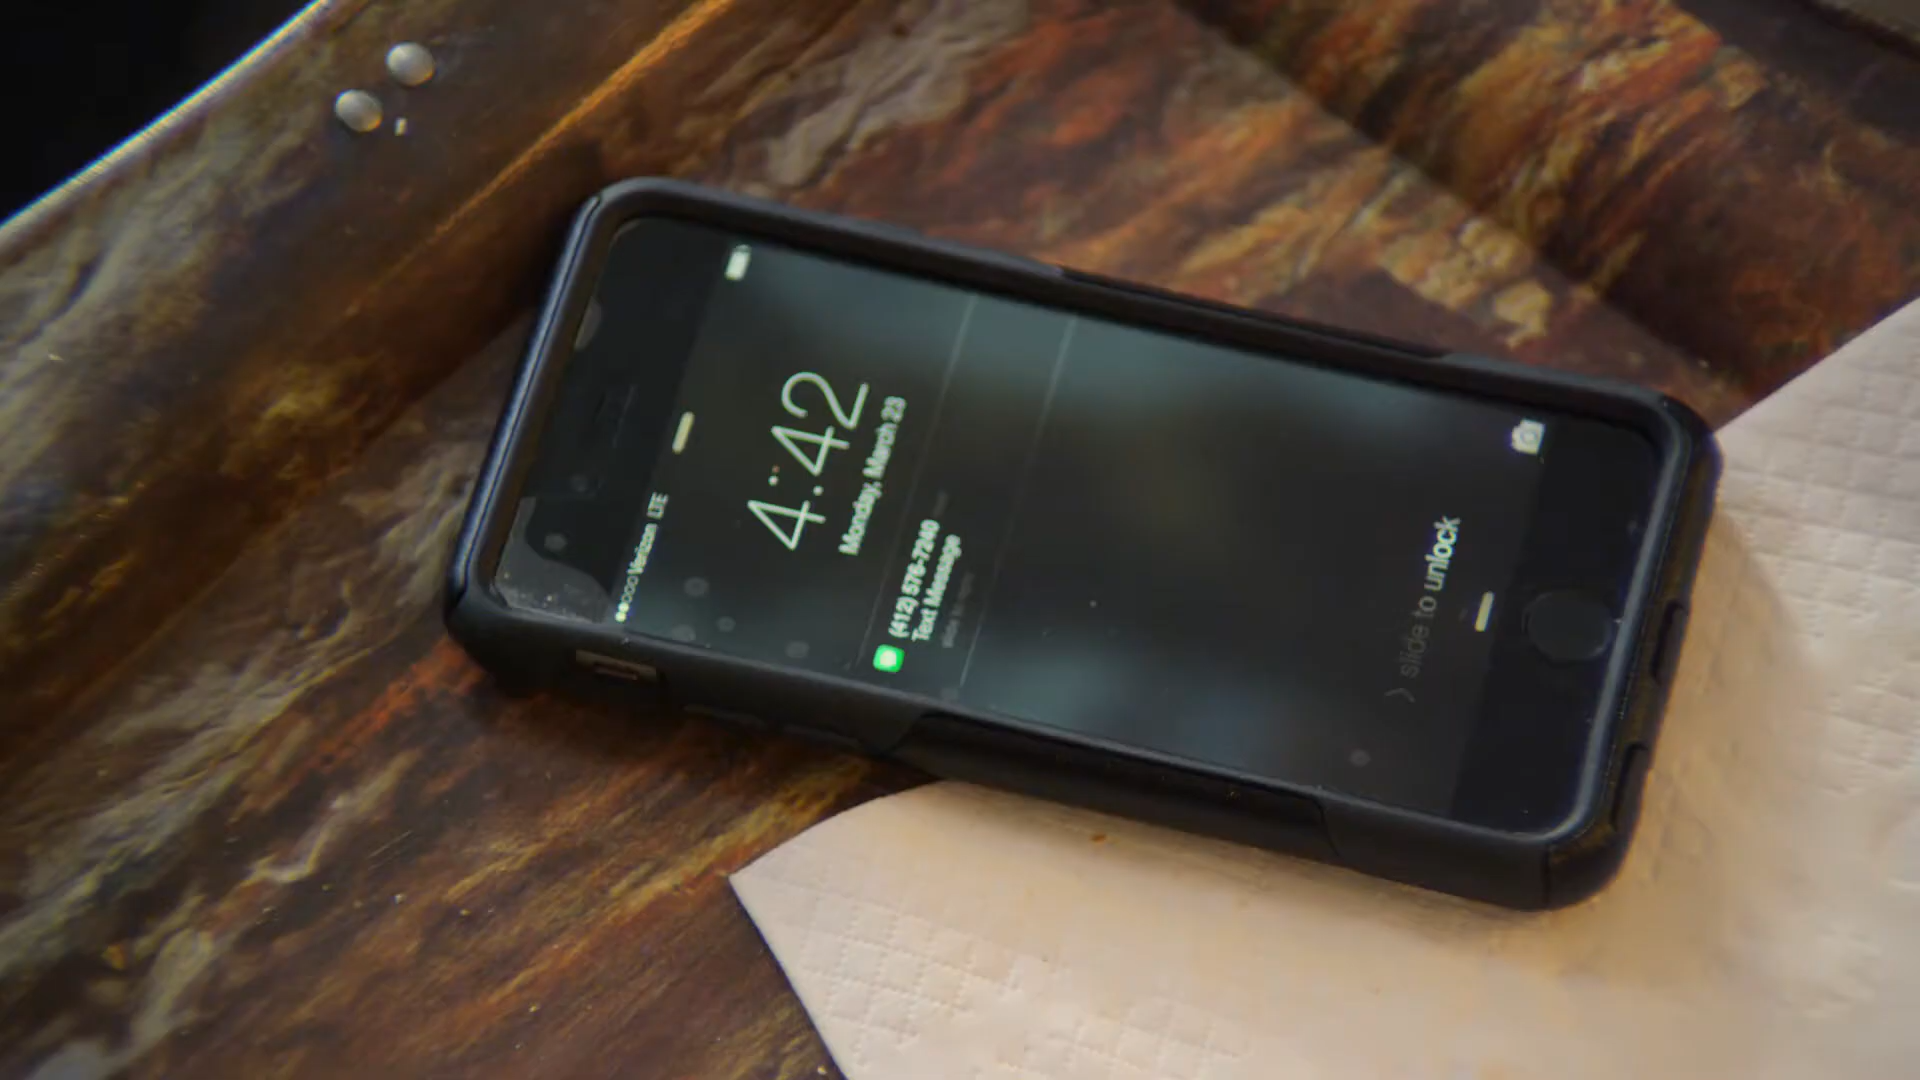 Verizon LTE
4:42
Monday, March 23
(412) 576-7240
Text Message
> slide to unlock